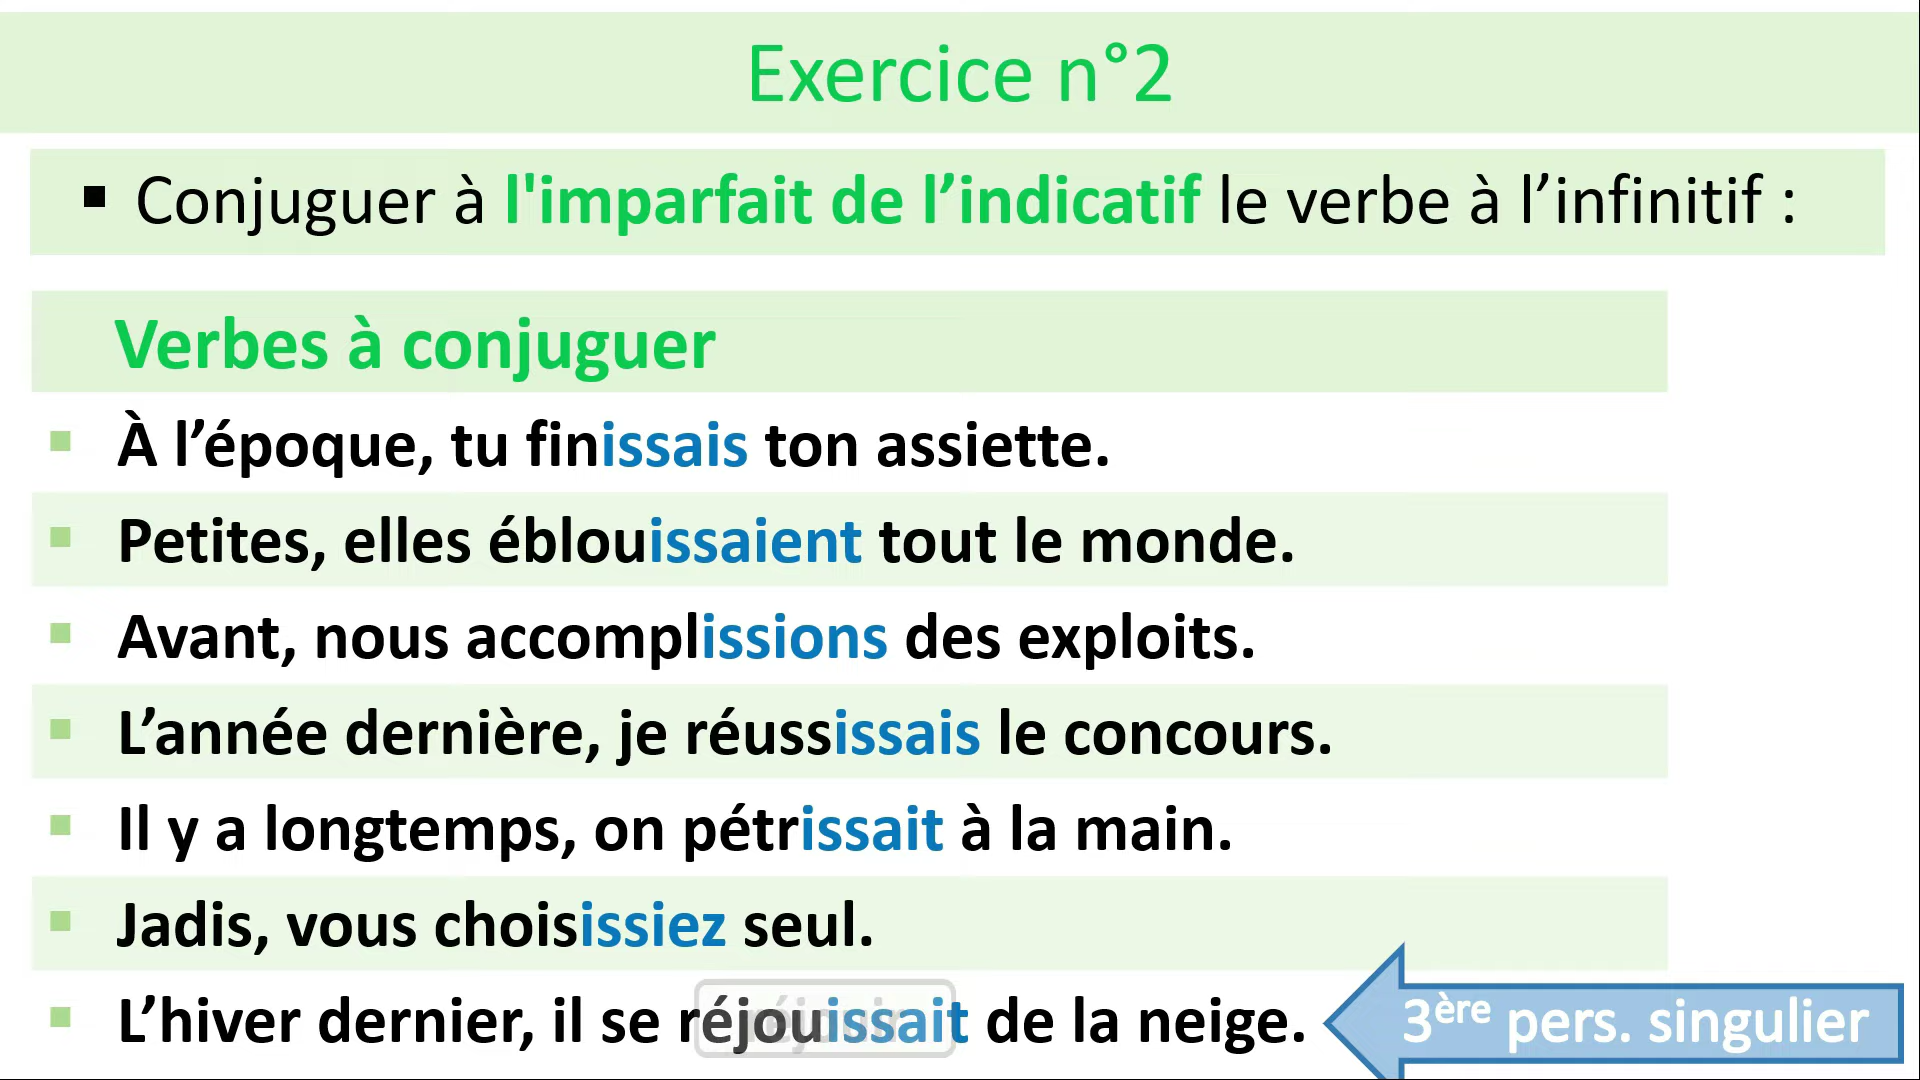 Exercice n°2
▪ Conjuguer à l'imparfait de l’indicatif le verbe à l’infinitif :
Verbes à conjuguer
▪ À l’époque, tu finissais ton assiette.
▪ Petites, elles éblouissaient tout le monde.
▪ Avant, nous accomplissions des exploits.
▪ L’année dernière, je réussissais le concours.
▪ Il y a longtemps, on pétrissait à la main.
▪ Jadis, vous choisissiez seul.
▪ L’hiver dernier, il se réjouissait de la neige.
3ère pers. singulier